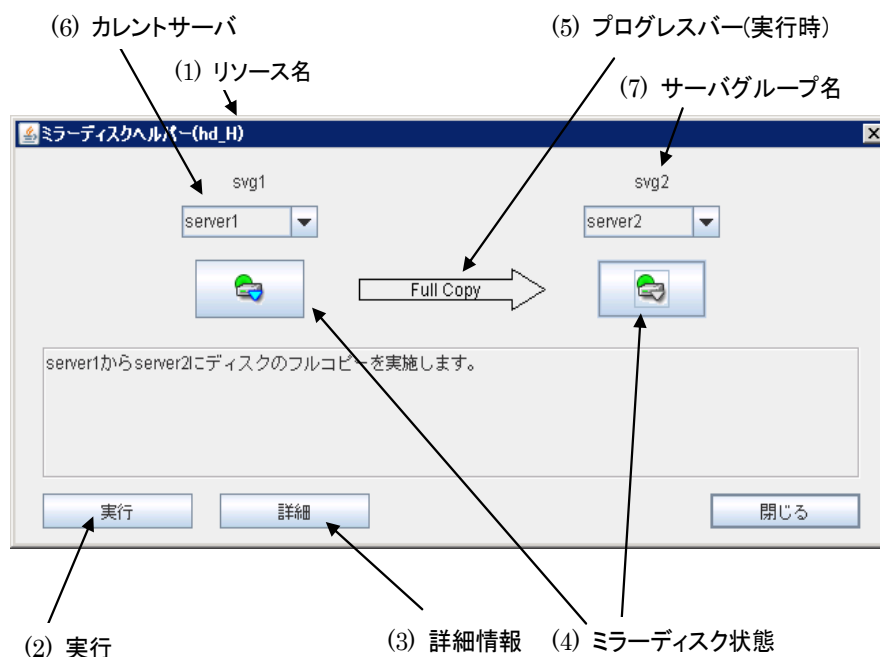 (6) カレントサーバ
(5) プログレスバー(実行時)
(1) リソース名
(7) サーバグループ名
ミラーディスクヘルパー(hd_H)
svg1
svg2
server1
server2
Full Copy
server1からserver2にディスクのフルコピーを実施します。
実行
詳細
閉じる
(2) 実行
(3) 詳細情報
(4) ミラーディスク状態